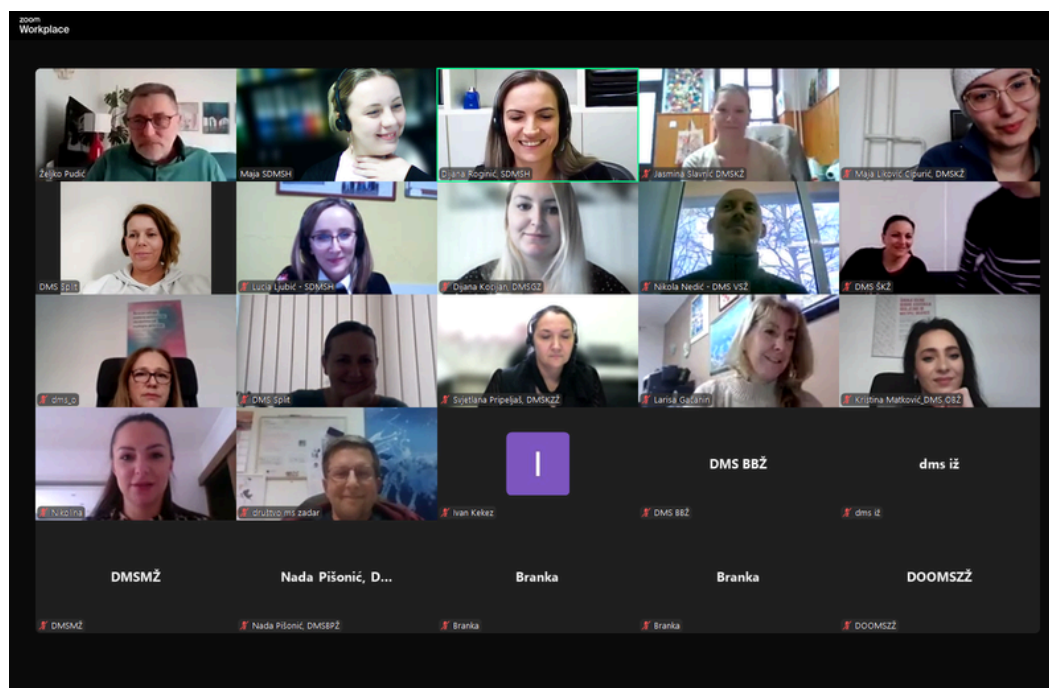 zoom
Workplace
Željko Pudić
Maja SDMSH
Dijana Roginić, SDMSH
Jasmina Slavnić DMSKŽ
Maja Liković Cipurić, DMSKŽ
DMS Split
Lucia Ljubić - SDMSH
Dijana Kocijan, DMSGZ
Nikola Nedić - DMS VSŽ
DMS ŠKŽ
dms_o
DMS Split
Svjetlana Pripeljaš, DMSKZŽ
Larisa Gaćanin
Kristina Matković, DMS OBŽ
Nikolina
društvo ms zadar
I
Ivan Kekez
DMS BBŽ
DMS BBŽ
dms iž
dms iž
DMSMŽ
DMSMŽ
Nada Pišonić, D...
Nada Pišonić, DMSBPŽ
Branka
Branka
Branka
Branka
DOOMSZŽ
DOOMSZŽ